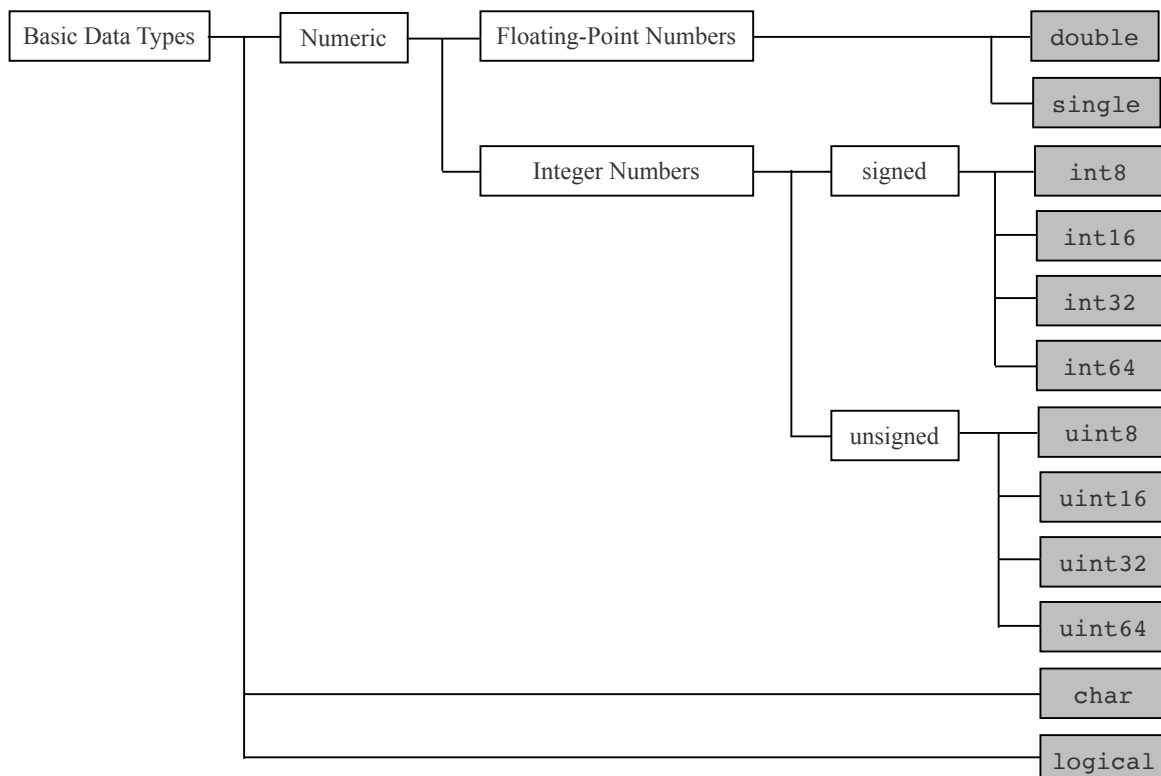 Basic Data Types
Numeric
Floating-Point Numbers
double
single
Integer Numbers
signed
int8
int16
int32
int64
unsigned
uint8
uint16
uint32
uint64
char
logical